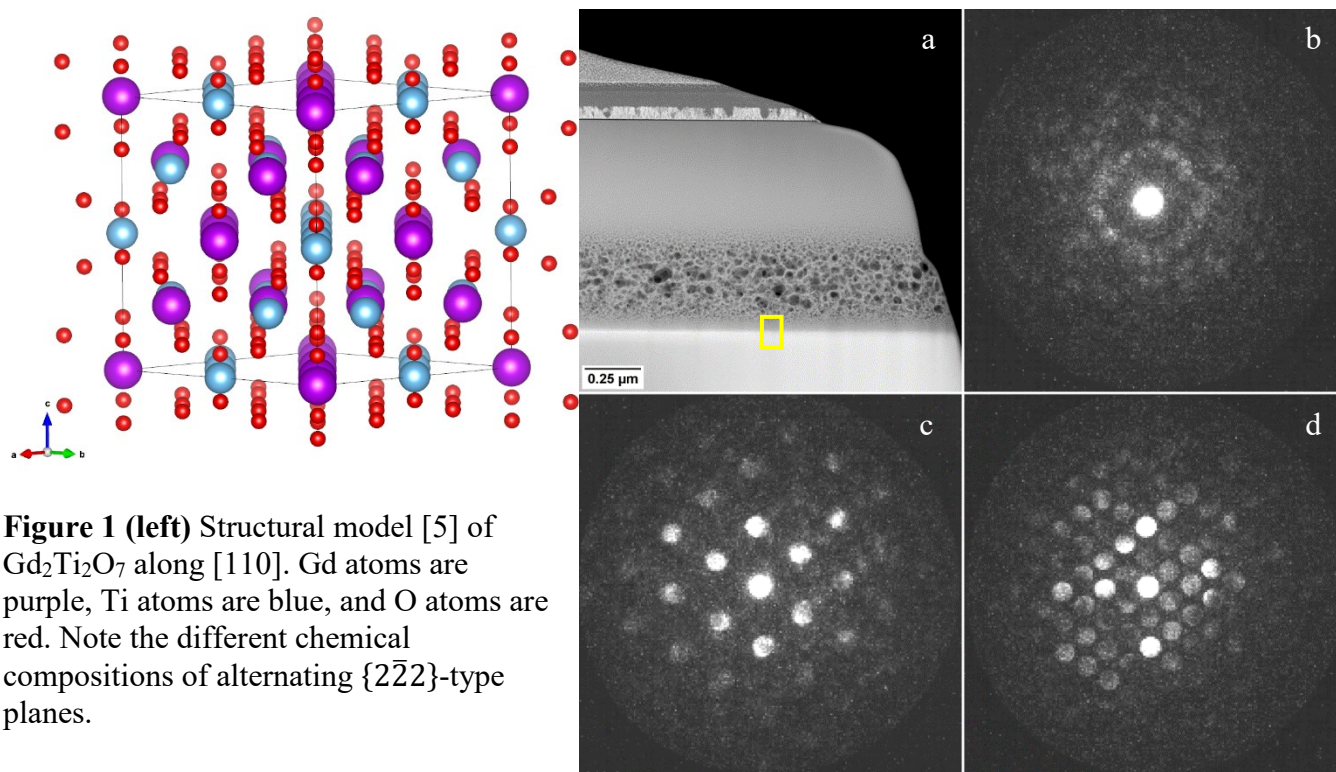 c
a
b
Figure 1 (left) Structural model [5] of
Gd₂Ti₂O₇ along [110]. Gd atoms are
purple, Ti atoms are blue, and O atoms are
red. Note the different chemical
compositions of alternating {22̅2}-type
planes.
a
0.25 µm
b
c
d